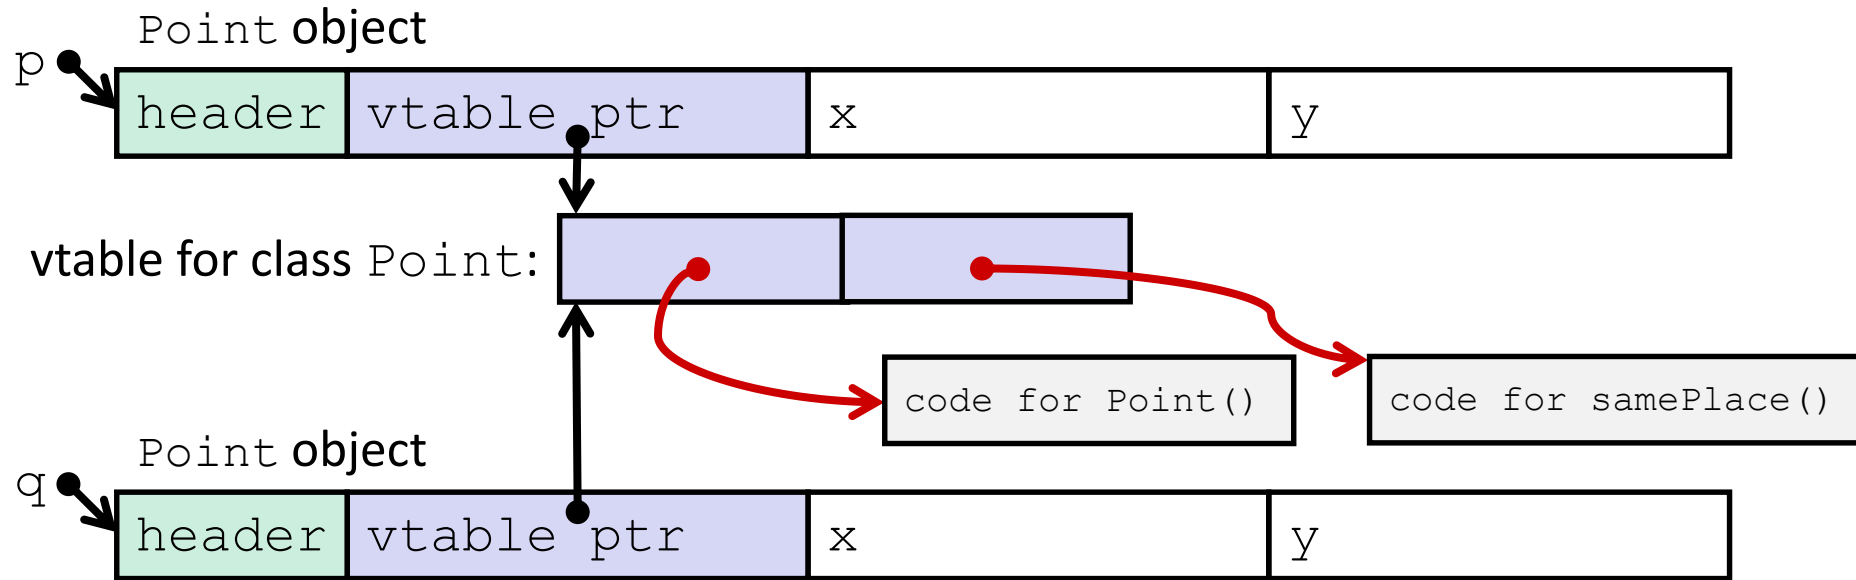 Point object
p
header vtable ptr x y
vtable for class Point:
code for Point() code for samePlace()
Point object
q
header vtable ptr x y